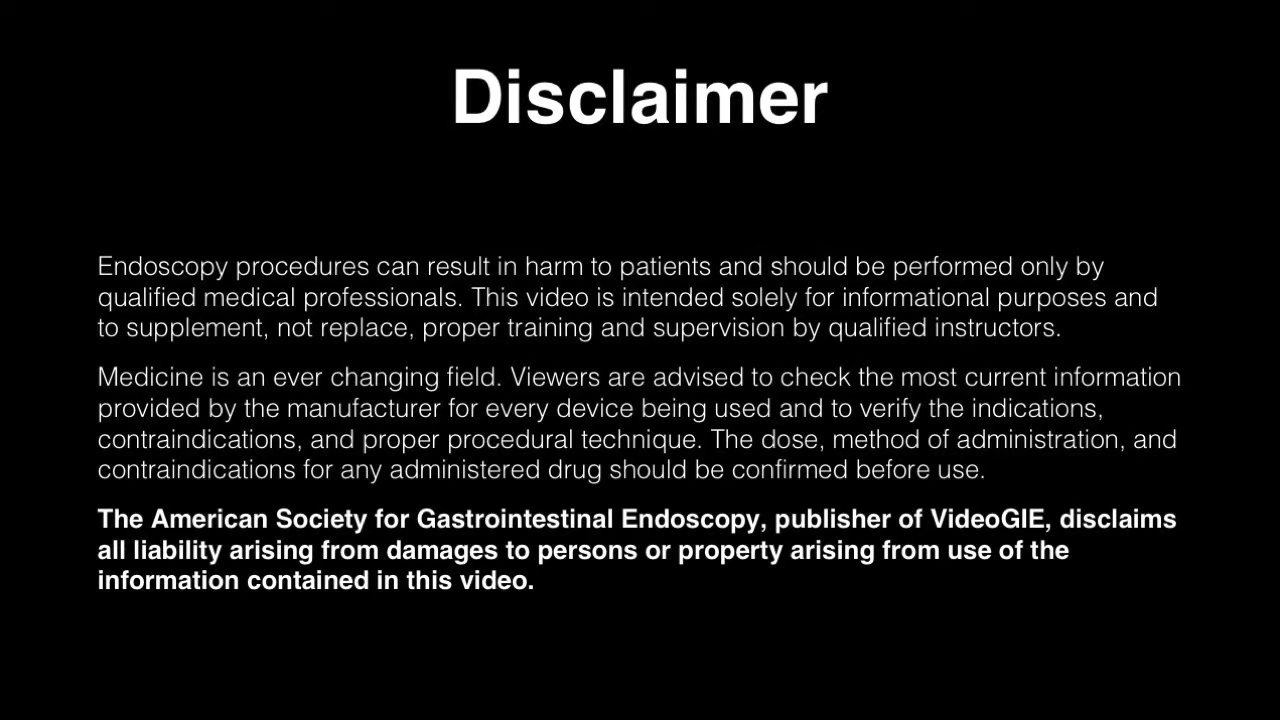 Disclaimer
Endoscopy procedures can result in harm to patients and should be performed only by
qualified medical professionals. This video is intended solely for informational purposes and
to supplement, not replace, proper training and supervision by qualified instructors.
Medicine is an ever changing field. Viewers are advised to check the most current information
provided by the manufacturer for every device being used and to verify the indications,
contraindications, and proper procedural technique. The dose, method of administration, and
contraindications for any administered drug should be confirmed before use.
The American Society for Gastrointestinal Endoscopy, publisher of VideoGIE, disclaims
all liability arising from damages to persons or property arising from use of the
information contained in this video.